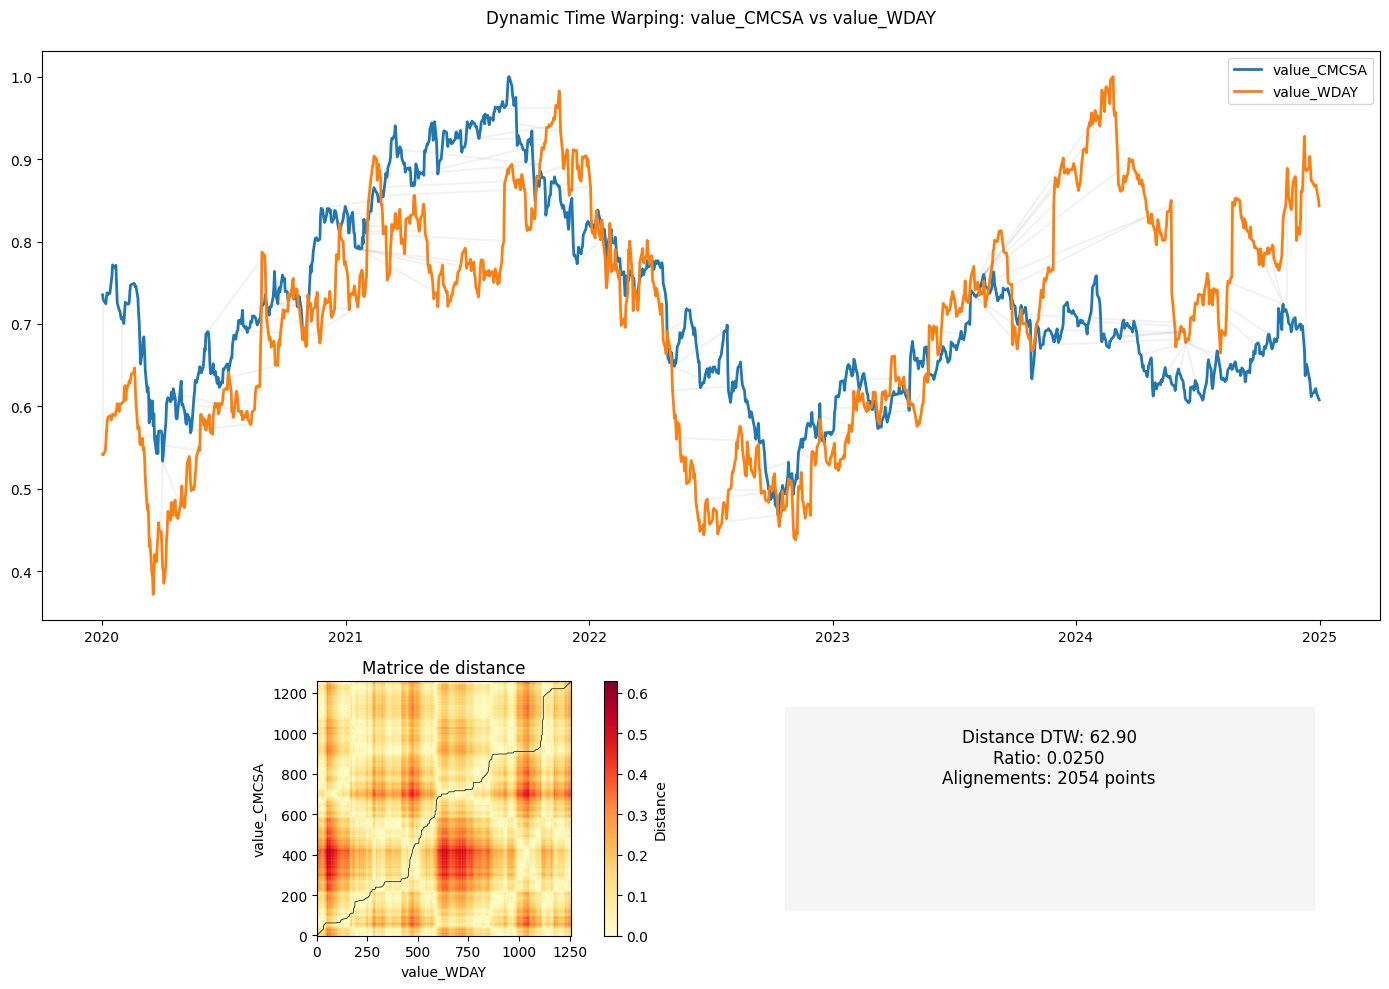 Dynamic Time Warping: value_CMCSA vs value_WDAY
value_CMCSA
value_WDAY
1.0
0.9
0.8
0.7
0.6
0.5
0.4
2020 2021 2022 2023 2024 2025
Matrice de distance
value_CMCSA
1200
1000
800
600
400
200
0
0 250 500 750 1000 1250
value_WDAY
0.6
0.5
0.4
0.3
0.2
0.1
0.0
Distance
Distance DTW: 62.90
Ratio: 0.0250
Alignements: 2054 points